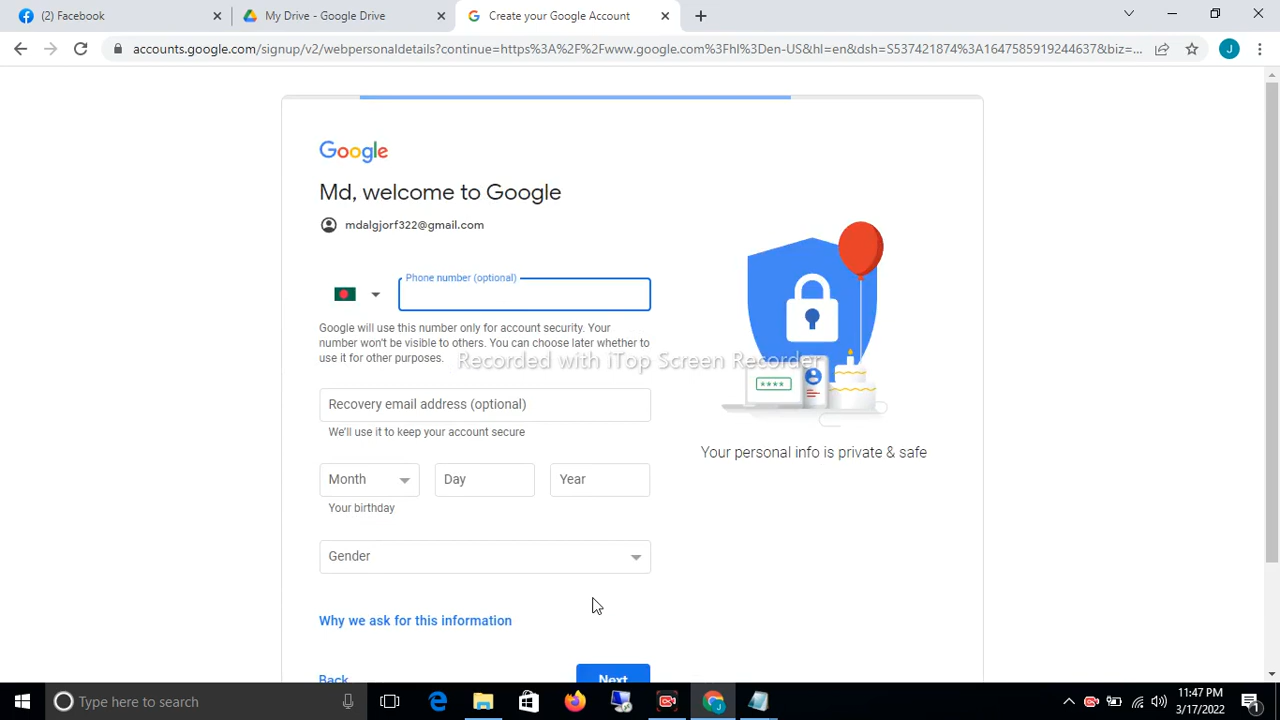 (2) Facebook
My Drive - Google Drive
Create your Google Account
accounts.google.com/signup/v2/webpersonaldetails?continue=https%3A%2F%2Fwww.google.com%3Fhl%3Den-US&hl=en&dsh=S537421874%3A1647585919244637&biz=...
J
Google
Md, welcome to Google
mdalgjorf322@gmail.com
Phone number (optional)
Google will use this number only for account security. Your
number won't be visible to others. You can choose later whether to
use it for other purposes.
Recorded with iTop Screen Recorder
****
Recovery email address (optional)
We'll use it to keep your account secure
Your personal info is private & safe
Month
Day
Year
Your birthday
Gender
Why we ask for this information
Back
Next
Type here to search
11:47 PM
3/17/2022
1